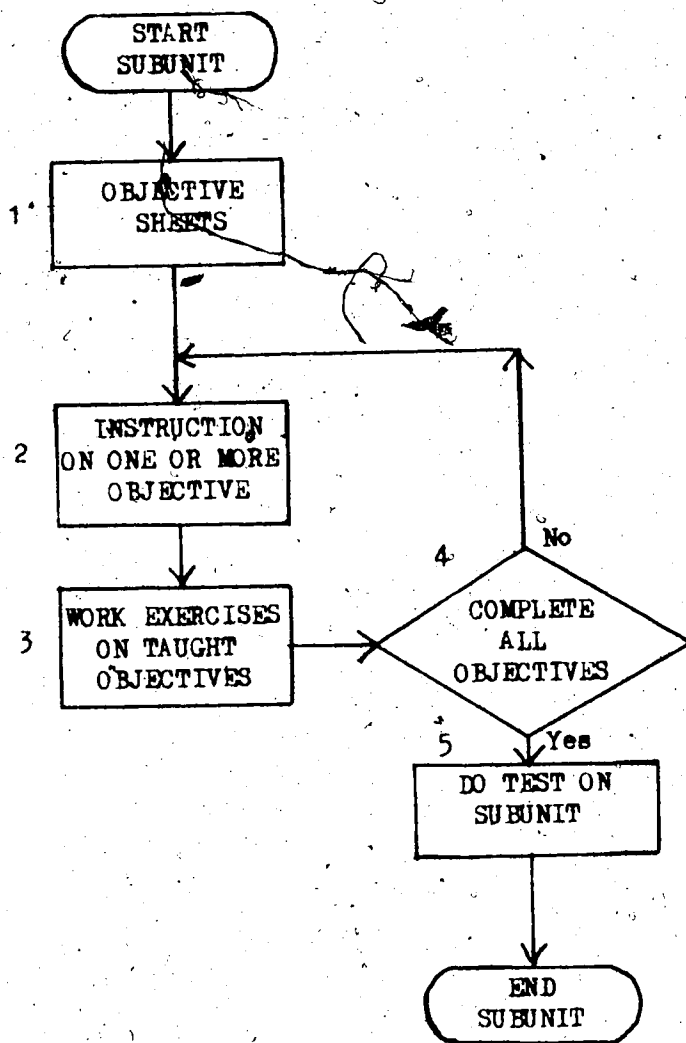 START
SUBUNIT
1
OBJECTIVE
SHEETS
2
INSTRUCTION
ON ONE OR MORE
OBJECTIVE
3
WORK EXERCISES
ON TAUGHT
OBJECTIVES
4
No
COMPLETE
ALL
OBJECTIVES
5
Yes
DO TEST ON
SUBUNIT
END
SUBUNIT